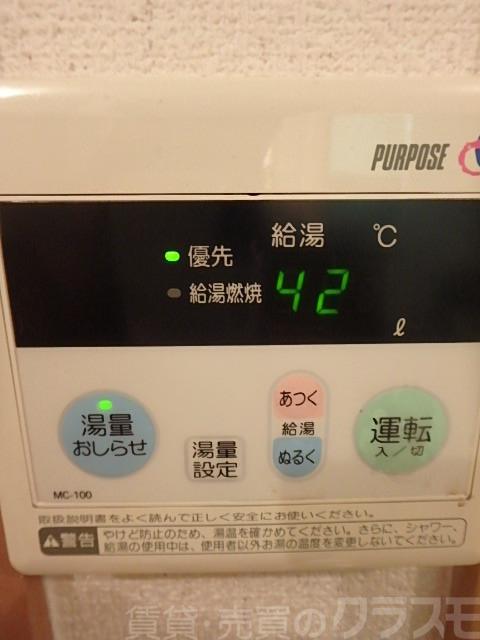 PURPOSE
給湯 ℃
優先
給湯燃焼 42
ℓ
湯量
おしらせ
湯量
設定
あつく
給湯
ぬるく
運転
入/切
MC-100
取扱説明書をよく読んで正しく安全にお使いください。
警告 やけど防止のため、湯温を確かめてください。さらに、シャワー、
給湯の使用中は、使用者以外お湯の温度を変更しないでください。
賃貸・売買のクラスモ